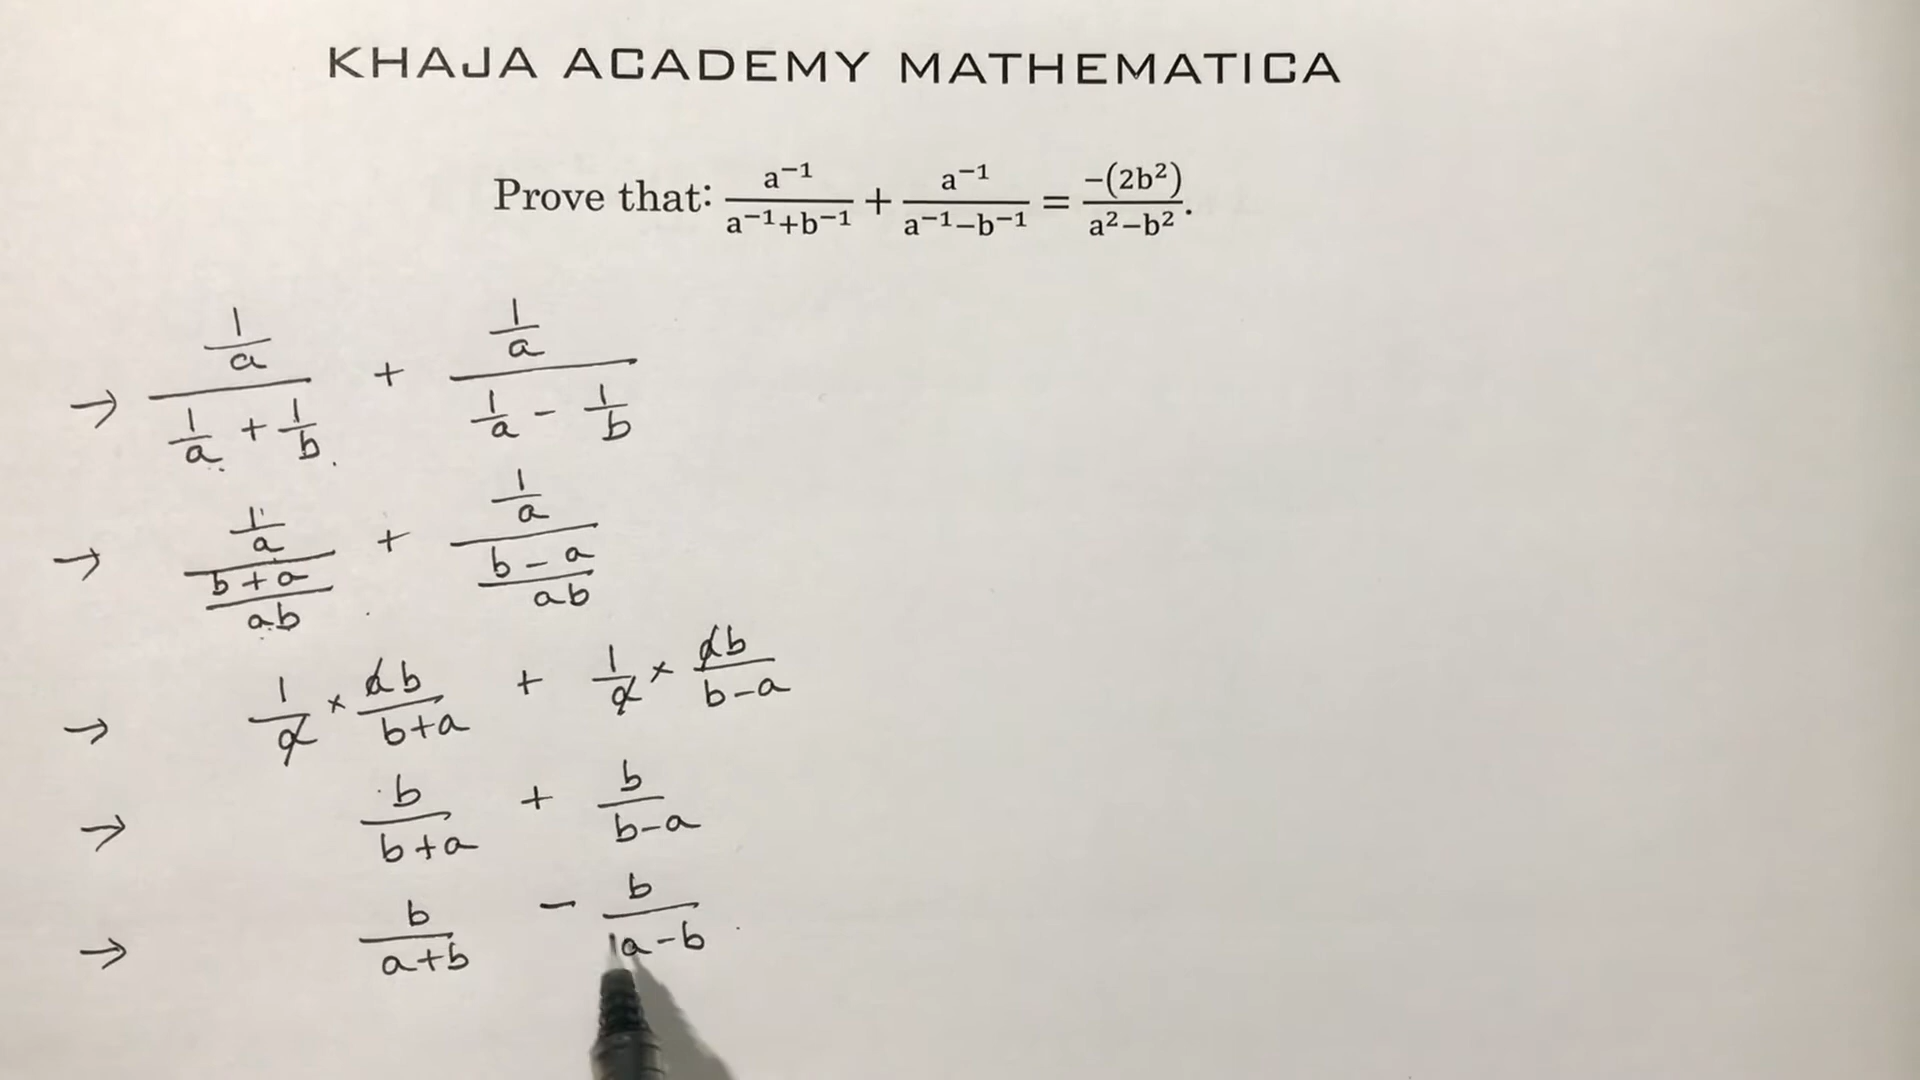 KHAJA ACADEMY MATHEMATICA
Prove that: a⁻¹/(a⁻¹+b⁻¹) + a⁻¹/(a⁻¹−b⁻¹) = −(2b²)/(a²−b²).
→ (1/a)/(1/a + 1/b) + (1/a)/(1/a − 1/b)
→ (1/a)/((b+a)/ab) + (1/a)/((b−a)/ab)
→ 1/a × ab/(b+a) + 1/a × ab/(b−a)
→ b/(b+a) + b/(b−a)
→ b/(a+b) − b/(a−b)